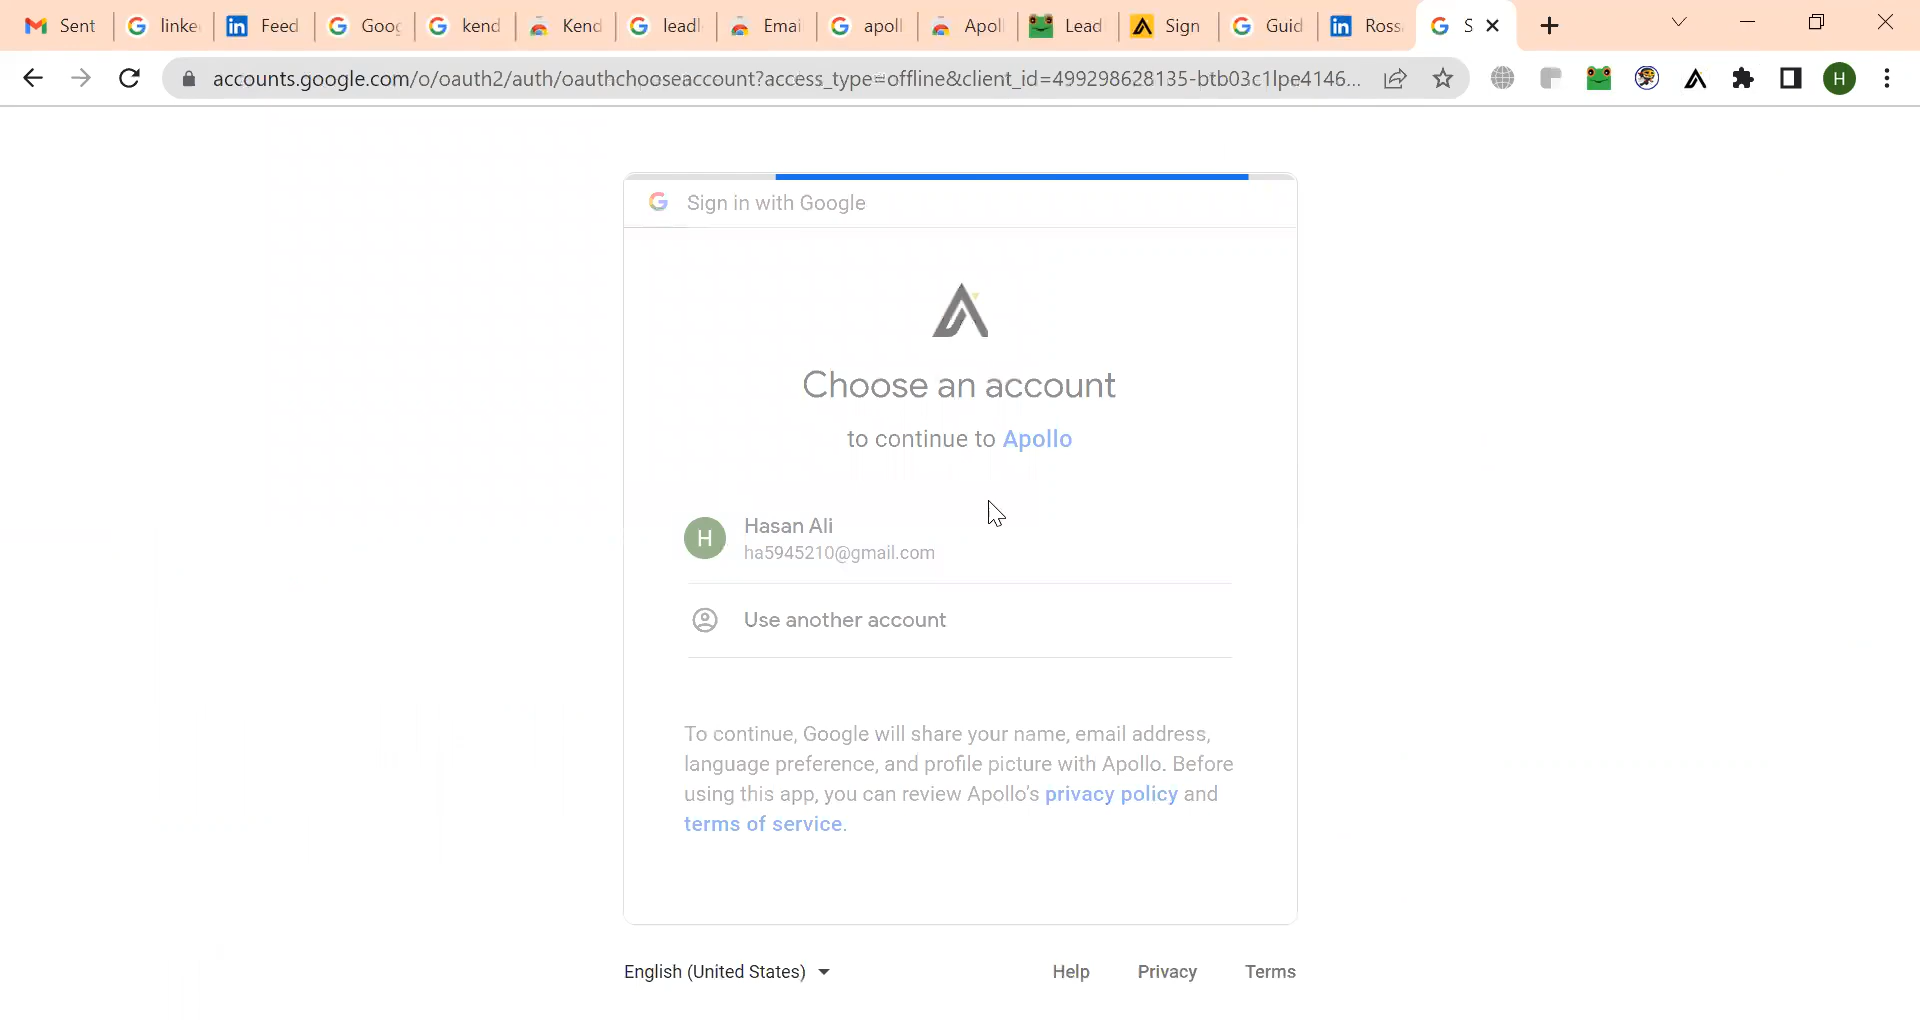 Sent
linke
Feed
Goog
kend
Kend
leadl
Emai
apoll
Apoll
Lead
Sign
Guid
Ross
S
accounts.google.com/o/oauth2/auth/oauthchooseaccount?access_type=offline&client_id=499298628135-btb03c1lpe4146...
H
Sign in with Google
Choose an account
to continue to Apollo
H
Hasan Ali
ha5945210@gmail.com
Use another account
To continue, Google will share your name, email address,
language preference, and profile picture with Apollo. Before
using this app, you can review Apollo's privacy policy and
terms of service.
English (United States)
Help
Privacy
Terms